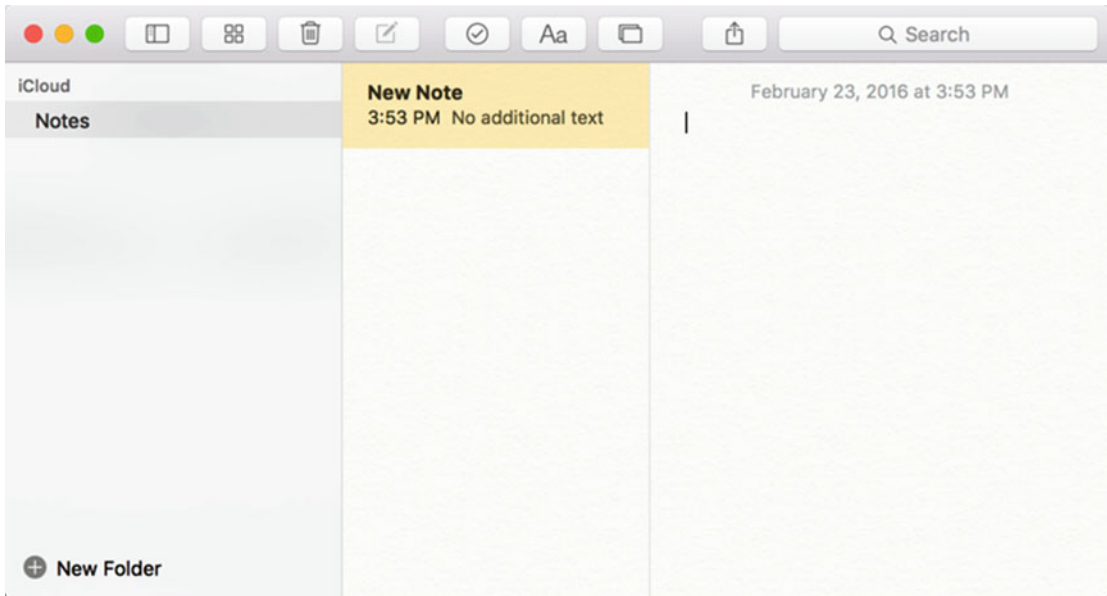 Aa
Search
iCloud
Notes
New Note
3:53 PM No additional text
February 23, 2016 at 3:53 PM
New Folder